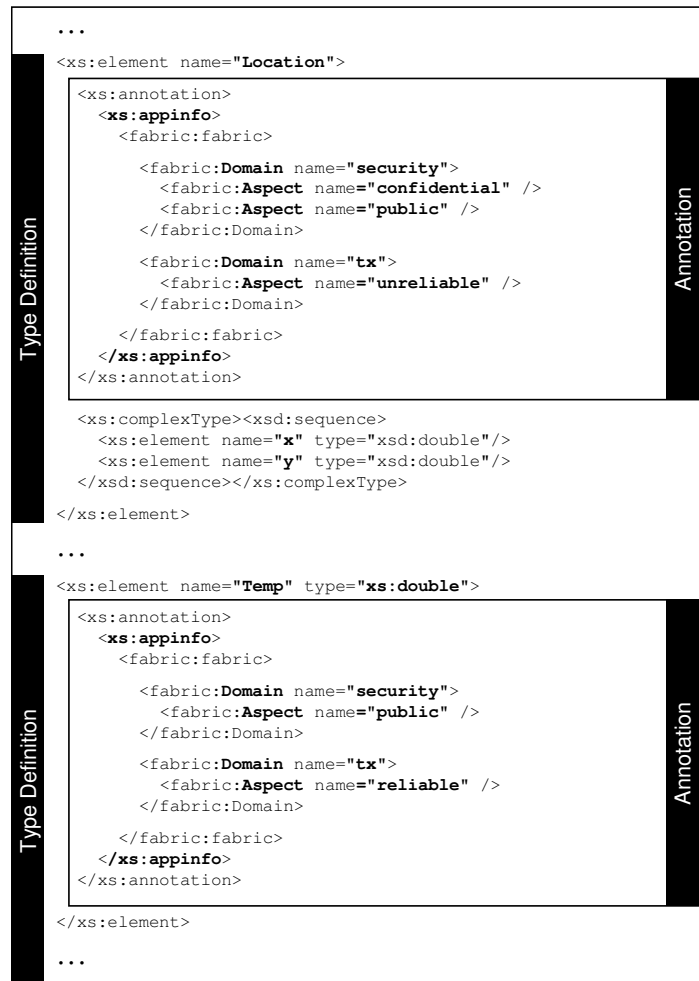 ...
<xs:element name="Location">
<xs:annotation>
<xs:appinfo>
<fabric:fabric>
<fabric:Domain name="security">
<fabric:Aspect name="confidential" />
<fabric:Aspect name="public" />
</fabric:Domain>
<fabric:Domain name="tx">
<fabric:Aspect name="unreliable" />
</fabric:Domain>
</fabric:fabric>
</xs:appinfo>
</xs:annotation>
<xs:complexType><xsd:sequence>
<xs:element name="x" type="xsd:double"/>
<xs:element name="y" type="xsd:double"/>
</xsd:sequence></xs:complexType>
</xs:element>
Type Definition
Annotation
...
<xs:element name="Temp" type="xs:double">
<xs:annotation>
<xs:appinfo>
<fabric:fabric>
<fabric:Domain name="security">
<fabric:Aspect name="public" />
</fabric:Domain>
<fabric:Domain name="tx">
<fabric:Aspect name="reliable" />
</fabric:Domain>
</fabric:fabric>
</xs:appinfo>
</xs:annotation>
</xs:element>
Type Definition
Annotation
...